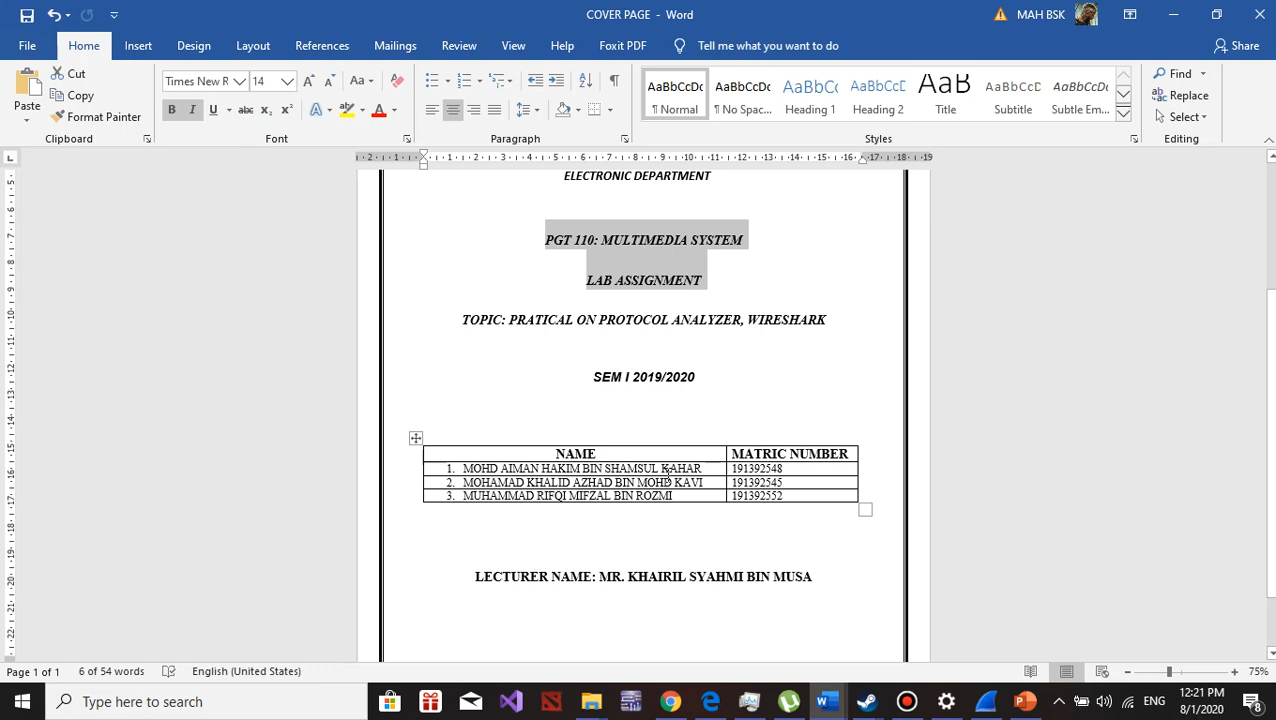 COVER PAGE - Word
MAH BSK
File Home Insert Design Layout References Mailings Review View Help Foxit PDF Tell me what you want to do Share
Paste
Cut
Copy
Format Painter
Clipboard
Times New R 14
Font
Paragraph
AaBbCcDc AaBbCcDc AaBbCcDc AaBbCcD AaB AaBbCcD AaBbCcDc
¶ Normal ¶ No Spac... Heading 1 Heading 2 Title Subtitle Subtle Em...
Styles
Find
Replace
Select
Editing
ELECTRONIC DEPARTMENT
PGT 110: MULTIMEDIA SYSTEM
LAB ASSIGNMENT
TOPIC: PRATICAL ON PROTOCOL ANALYZER, WIRESHARK
SEM I 2019/2020
NAME MATRIC NUMBER
1. MOHD AIMAN HAKIM BIN SHAMSUL KAHAR 191392548
2. MOHAMAD KHALID AZHAD BIN MOHD KAVI 191392545
3. MUHAMMAD RIFQI MIFZAL BIN ROZMI 191392552
LECTURER NAME: MR. KHAIRIL SYAHMI BIN MUSA
Page 1 of 1 6 of 54 words English (United States) 75%
Type here to search
ENG
12:21 PM
8/1/2020
8